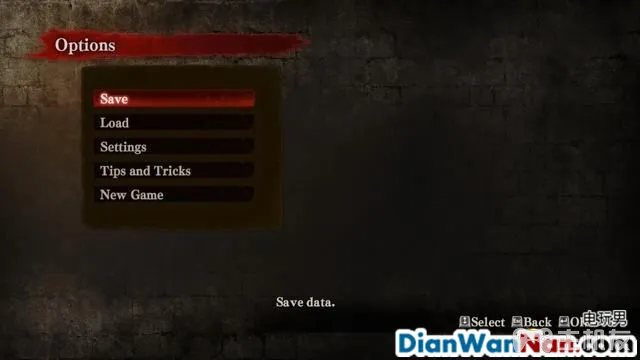 Options
Save
Load
Settings
Tips and Tricks
New Game
Save data.
Select Back
电玩男
DianWanNan.com